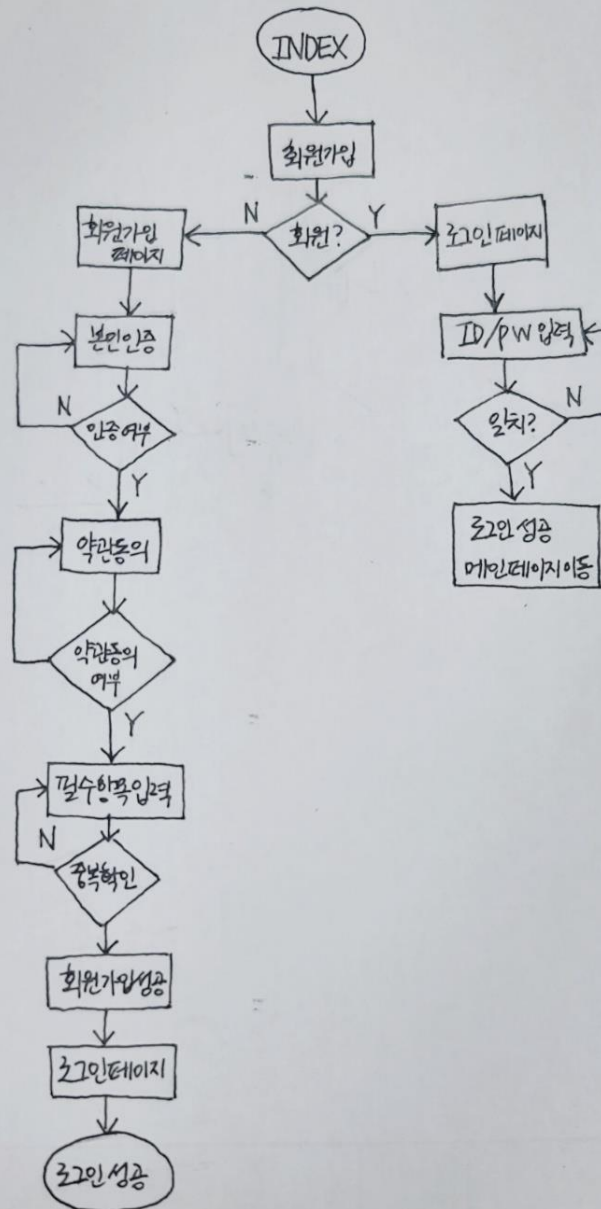 INDEX
회원가입
N
회원?
Y
회원가입
페이지
로그인페이지
본인인증
ID/PW 입력
N
인증여부
일치?
N
Y
Y
약관동의
로그인 성공
메인페이지이동
약관동의
여부
Y
필수항목입력
N
중복확인
회원가입성공
로그인페이지
로그인 성공